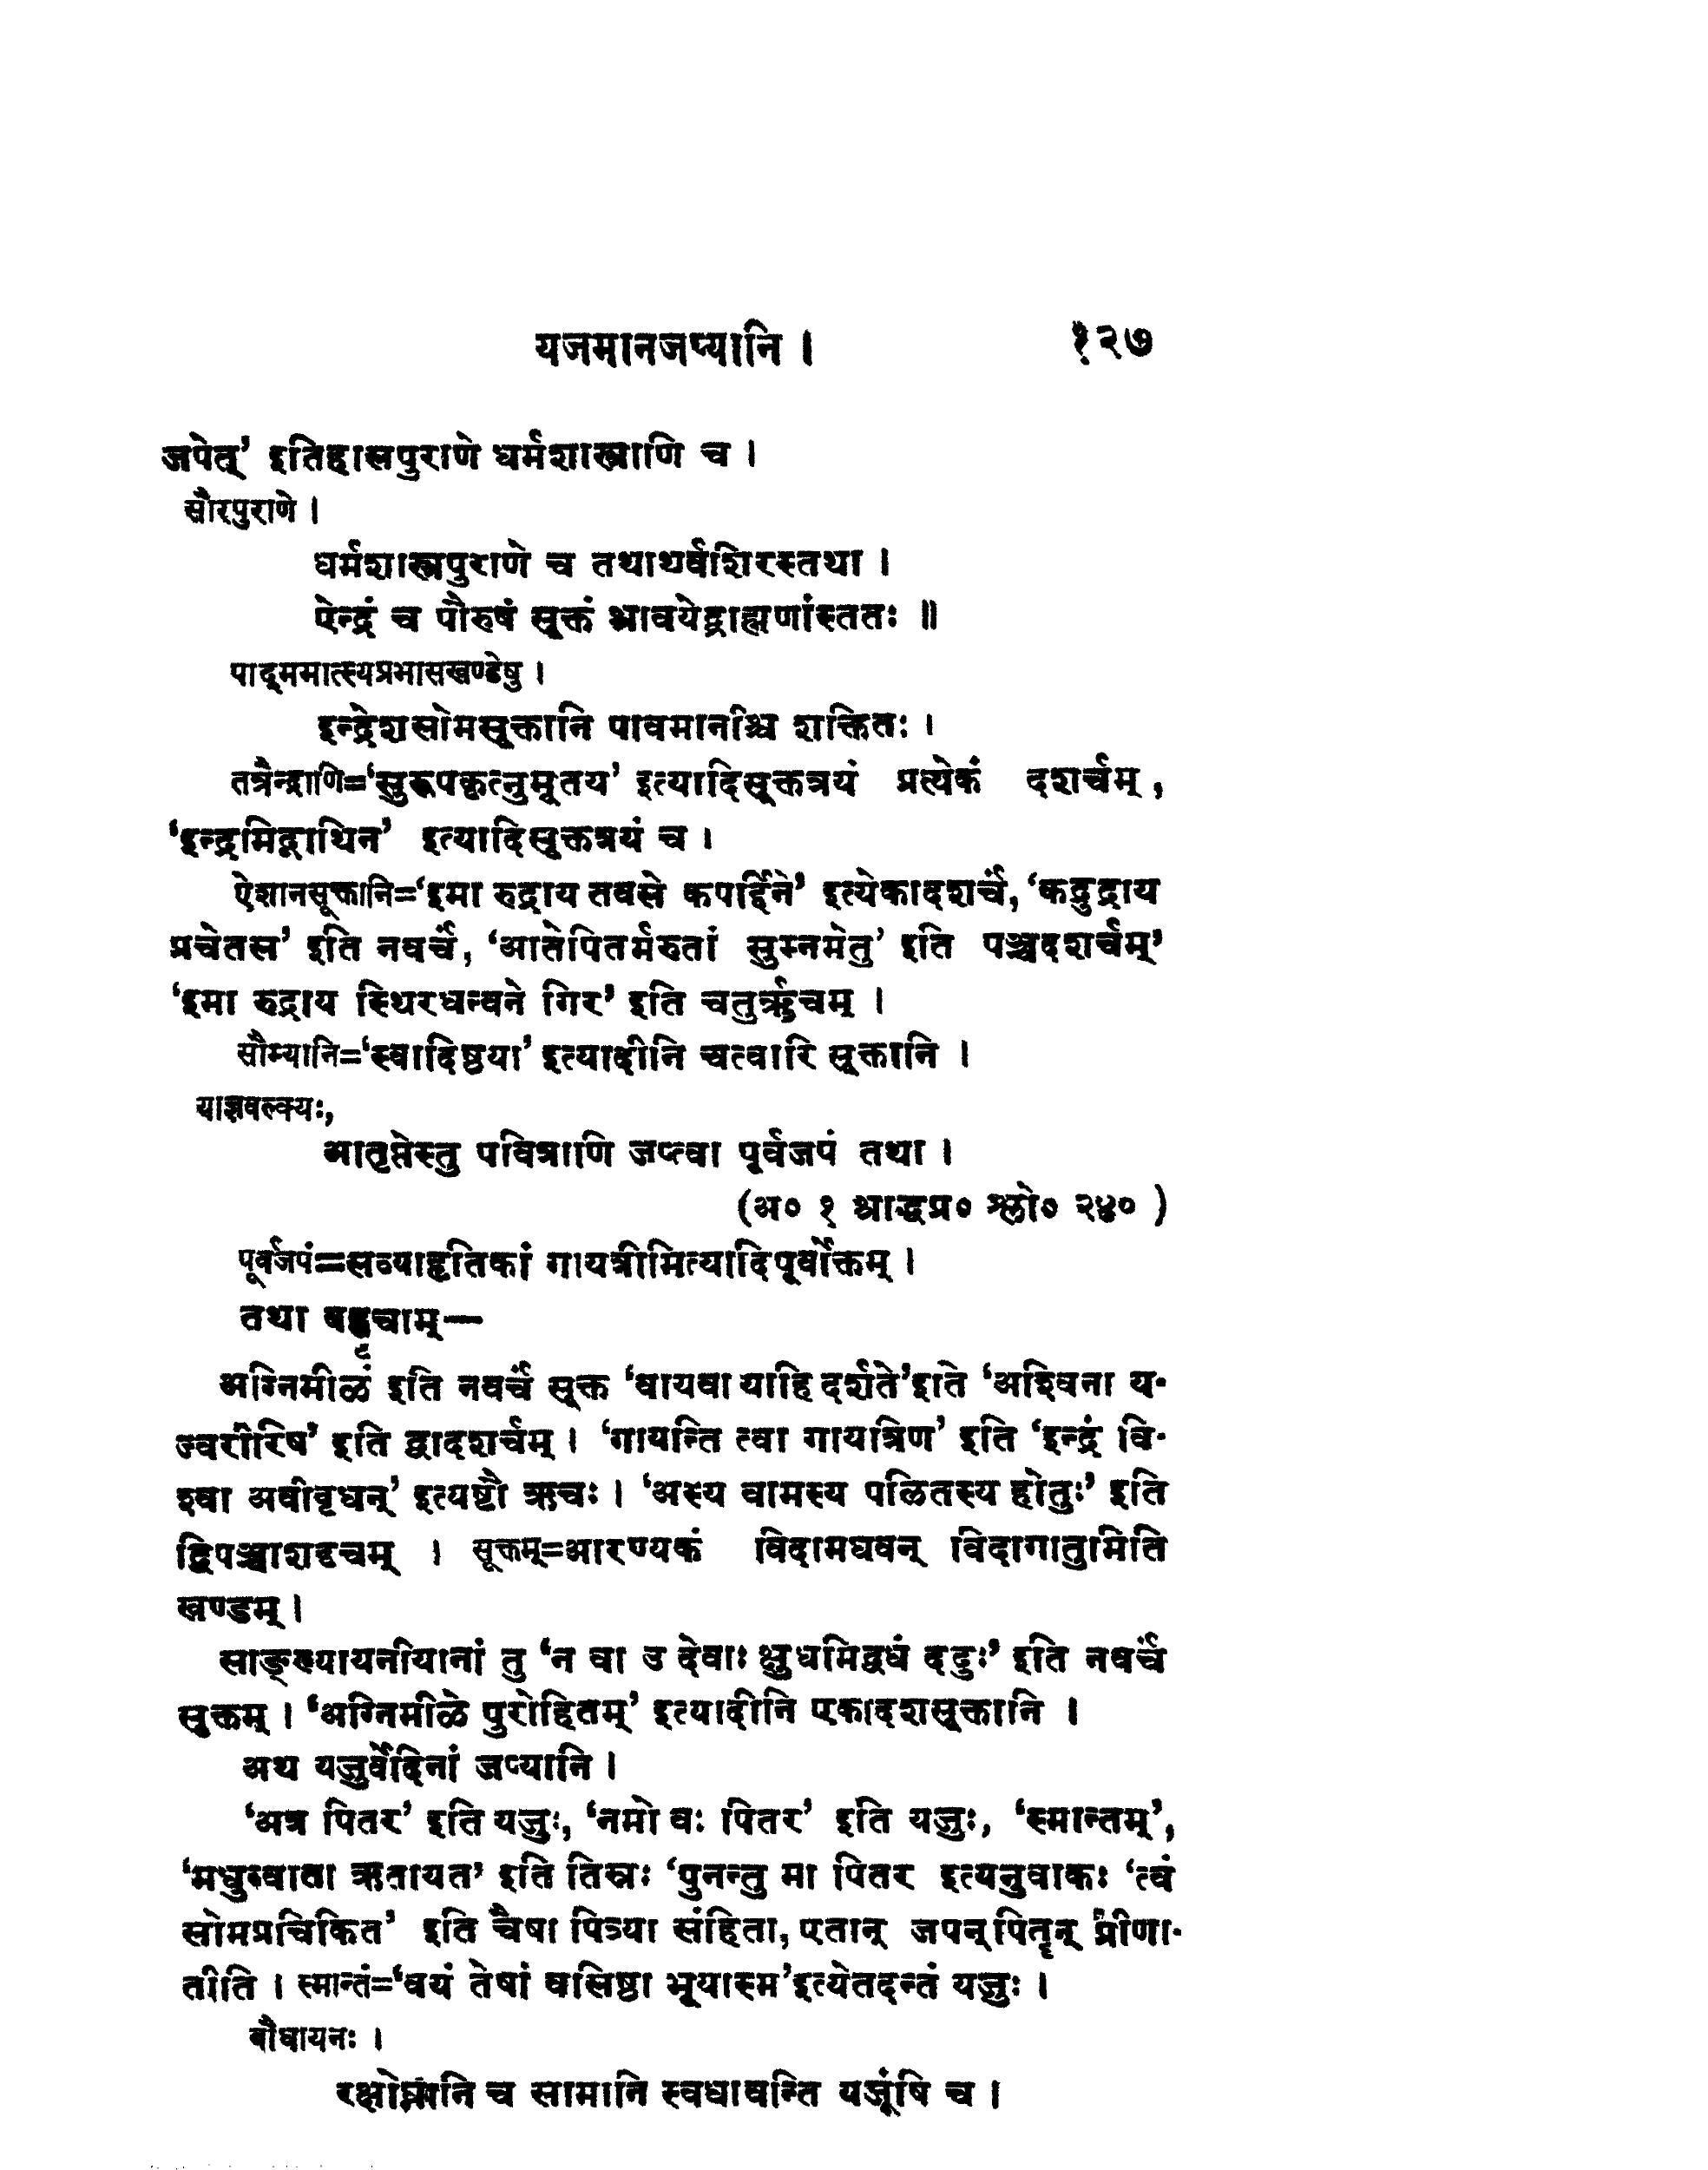 यजमानजप्यानि । १२७
जपेत्’ इतिहासपुराणे धर्मशास्त्राणि च ।
सौरपुराणे ।
धर्मशास्त्रपुराणे च तथाथर्वशिरस्तथा ।
ऐन्द्रं च पौरुषं सूक्तं श्रावयेद्ब्राह्मणांस्ततः ॥
पाद्ममात्स्यप्रभासखण्डेषु ।
इन्द्रेशसोमसूक्तानि पावमानीश्च शक्तितः ।
तत्रैन्द्राणि=‘सुरूपकृत्नुमूतय’ इत्यादिसूक्तत्रयं प्रत्येकं दशर्चम् ,
‘इन्द्रमिद्गाथिन’ इत्यादिसूक्तत्रयं च ।
ऐशानसूक्तानि=‘इमा रुद्राय तवसे कपर्द्दिने’ इत्येकादशर्चं, ‘कद्रुद्राय
प्रचेतस’ इति नवर्चं, ‘आतेपितर्मरुतां सुम्नमेतु’ इति पञ्चदशर्चम्’
‘इमा रुद्राय स्थिरधन्वने गिर’ इति चतुर्ऋचम् ।
सौम्यानि=‘स्वादिष्ठया’ इत्यादीनि चत्वारि सूक्तानि ।
याज्ञवल्क्यः,
आतृप्तेस्तु पवित्राणि जप्त्वा पूर्वजपं तथा ।
(अ० १ श्राद्धप्र० श्लो० २४० )
पूर्वजपं=सव्याहृतिकां गायत्रीमित्यादिपूर्वोक्तम् ।
तथा बह्वृचाम्—
अग्निमीळं इति नवर्चं सूक्त ‘वायवा याहि दर्शते’इति ‘अश्विना य-
ज्वरीरिष’ इति द्वादशर्चम् । ‘गायन्ति त्वा गायत्रिण’ इति ‘इन्द्रं वि-
श्वा अवीवृधन्’ इत्यष्टौ ऋचः । ‘अस्य वामस्य पलितस्य होतुः’ इति
द्विपञ्चाशदृचम् । सूक्तम्=आरण्यकं विदामघवन् विदागातुमिति
खण्डम् ।
साङ्ख्यायनीयानां तु ‘न वा उ देवाः क्षुधमिद्वधं ददुः’ इति नवर्चं
सूक्तम् । ‘अग्निमीळे पुरोहितम्’ इत्यादीनि एकादशसूक्तानि ।
अथ यजुर्वेदिनां जप्यानि ।
‘अत्र पितर’ इति यजुः, ‘नमो वः पितर’ इति यजुः, ‘स्मान्तम्’,
‘मधुव्वाता ऋतायत’ इति तिस्रः ‘पुनन्तु मा पितर इत्यनुवाकः ‘त्वं
सोमप्रचिकित’ इति चैषा पित्र्या संहिता, एतान् जपन् पितॄन् प्रीणा-
तीति । स्मान्तं=‘वयं तेषां वसिष्ठा भूयास्म’इत्येतदन्तं यजुः ।
बौधायनः ।
रक्षोघ्नानि च सामानि स्वधावन्ति यजूंषि च ।